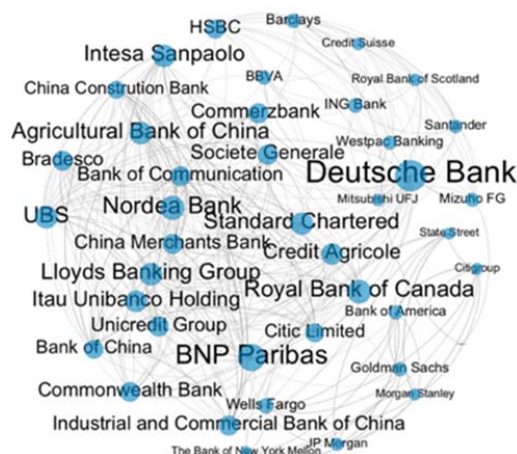 HSBC
Barclays
Credit Suisse
Intesa Sanpaolo
BBVA
Royal Bank of Scotland
China Constrution Bank
Commerzbank
ING Bank
Agricultural Bank of China
Santander
Societe Generale
Westpac Banking
Bradesco
Bank of Communication
Deutsche Bank
Mitsubishi UFJ
Mizuho FG
UBS
Nordea Bank
Standard Chartered
State Street
China Merchants Bank
Credit Agricole
Lloyds Banking Group
Citigroup
Royal Bank of Canada
Itau Unibanco Holding
Bank of America
Unicredit Group
Citic Limited
Bank of China
BNP Paribas
Goldman Sachs
Commonwealth Bank
Morgan Stanley
Wells Fargo
Industrial and Commercial Bank of China
JP Morgan
The Bank of New York Mellon